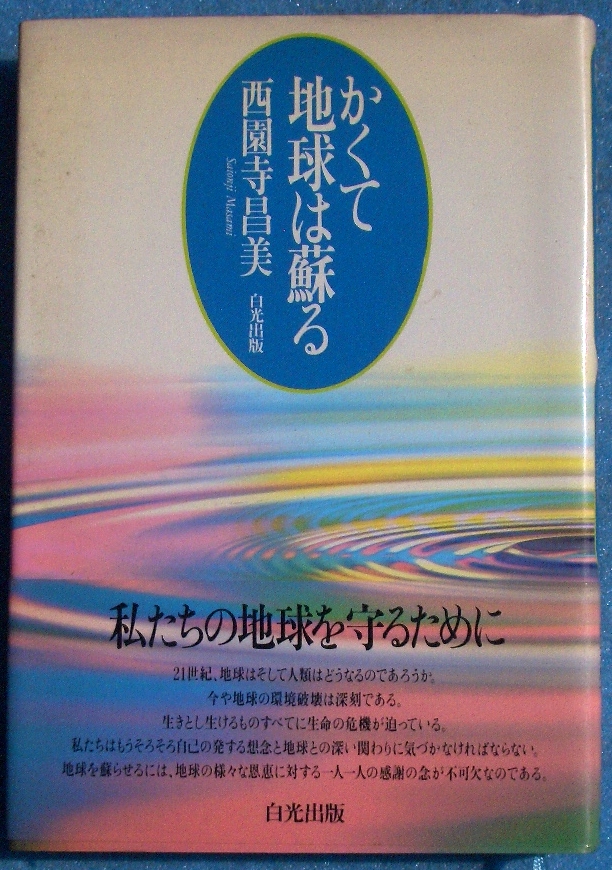 かくて
地球は蘇る
西園寺昌美
Saionji Masami
白光出版
私たちの地球を守るために
21世紀、地球はそして人類はどうなるのであろうか。
今や地球の環境破壊は深刻である。
生きとし生けるものすべてに生命の危機が迫っている。
私たちはもうそろそろ自己の発する想念と地球との深い関わりに気づかなければならない。
地球を蘇らせるには、地球の様々な恩恵に対する一人一人の感謝の念が不可欠なのである。
白光出版